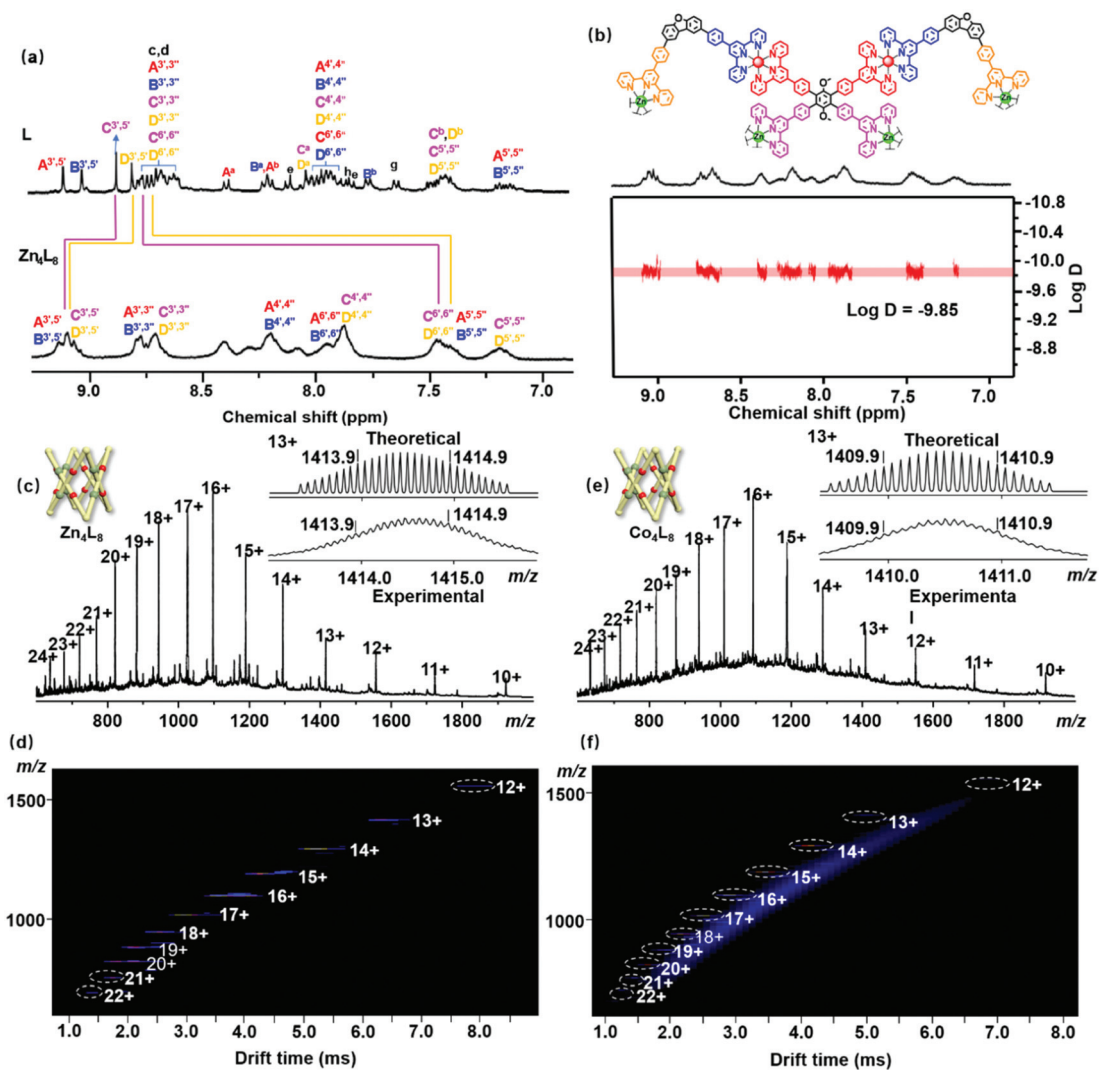 (a)
c,d
A3',3"
B3',3"
C3',3"
D3',3"
C6',6"
D6',6"
A4',4"
B4',4"
C4',4"
D4',4"
C6',6"
D6',6"
L
C3',5'
A3',5'
B3',5'
D3',5'
Aa
Ba,Ab
e
Ca
Da
h
e
Bb
g
Cb,Db
C5',5"
D5',5"
A5',5"
B5',5"
Zn4L8
A3',5'
B3',5'
C3',5'
D3',5'
A3',3"
B3',3"
C3',3"
D3',3"
A4',4"
B4',4"
A6',6"
B6',6"
C4',4"
D4',4"
C6',6"
D6',6"
A5',5"
B5',5"
C5',5"
D5',5"
9.0 8.5 8.0 7.5 7.0
Chemical shift (ppm)
(b)
Zn Zn Zn Zn
-10.8
-10.4
-10.0
-9.6
-9.2
-8.8
Log D
Log D = -9.85
9.0 8.5 8.0 7.5 7.0
Chemical shift (ppm)
(c)
Zn4L8
13+
Theoretical
1413.9 1414.9
1413.9 1414.9
1414.0 1415.0 m/z
Experimental
24+ 23+ 22+ 21+ 20+ 19+ 18+ 17+ 16+ 15+ 14+ 13+ 12+ 11+ 10+
800 1000 1200 1400 1600 1800 m/z
(e)
Co4L8
13+
Theoretical
1409.9 1410.9
1409.9 1410.9
1410.0 1411.0 m/z
Experimenta
l
24+ 23+ 22+ 21+ 20+ 19+ 18+ 17+ 16+ 15+ 14+ 13+ 12+ 11+ 10+
800 1000 1200 1400 1600 1800 m/z
(d)
m/z
1500
1000
12+
13+
14+
15+
16+
17+
18+
19+
20+
21+
22+
1.0 2.0 3.0 4.0 5.0 6.0 7.0 8.0
Drift time (ms)
(f)
m/z
1500
1000
12+
13+
14+
15+
16+
17+
18+
19+
20+
21+
22+
1.0 2.0 3.0 4.0 5.0 6.0 7.0 8.0
Drift time (ms)